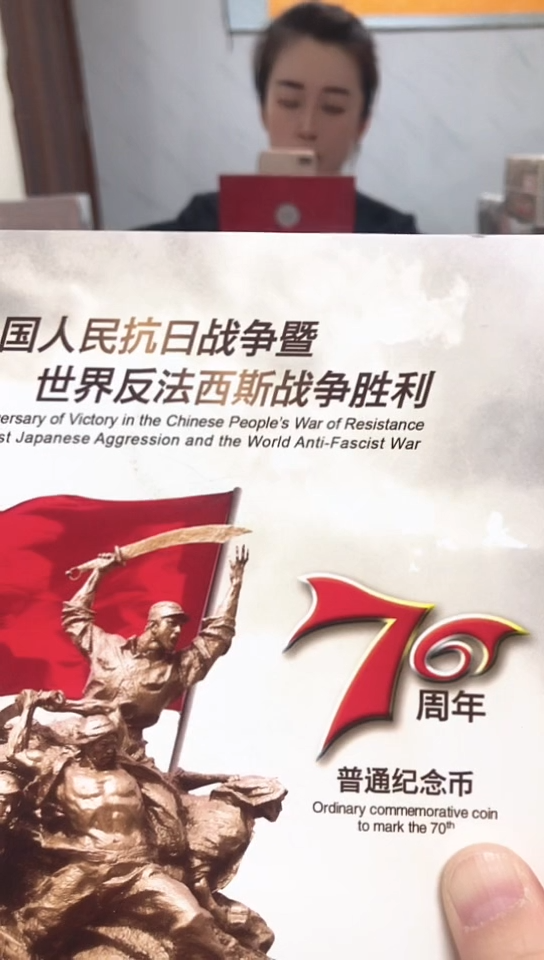 国人民抗日战争暨
世界反法西斯战争胜利
ersary of Victory in the Chinese People's War of Resistance
st Japanese Aggression and the World Anti-Fascist War
70
周年
普通纪念币
Ordinary commemorative coin
to mark the 70th